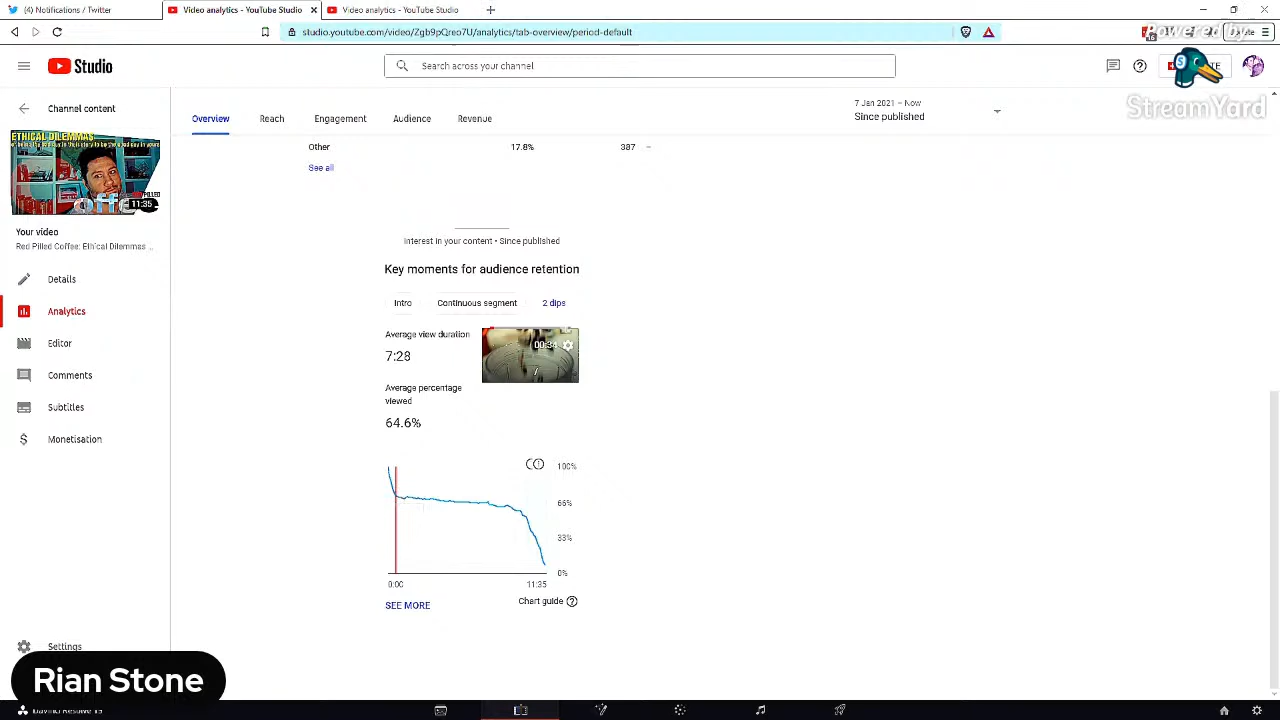 (4) Notifications / Twitter
Video analytics - YouTube Studio
Video analytics - YouTube Studio
studio.youtube.com/video/Zgb9pQreo7U/analytics/tab-overview/period-default
Powered by
StreamYard
Studio
Search across your channel
Channel content
Overview
Reach
Engagement
Audience
Revenue
7 Jan 2021 – Now
Since published
ETHICAL DILEMMAS
11:35
Other
17.8%
387
–
See all
Your video
Red Pilled Coffee: Ethical Dilemmas ...
Interest in your content • Since published
Key moments for audience retention
Details
Analytics
Editor
Comments
Subtitles
Monetisation
Intro
Continuous segment
2 dips
Average view duration
7:28
00:34
Average percentage
viewed
64.6%
100%
66%
33%
0%
0:00
11:35
SEE MORE
Chart guide
Settings
Rian Stone